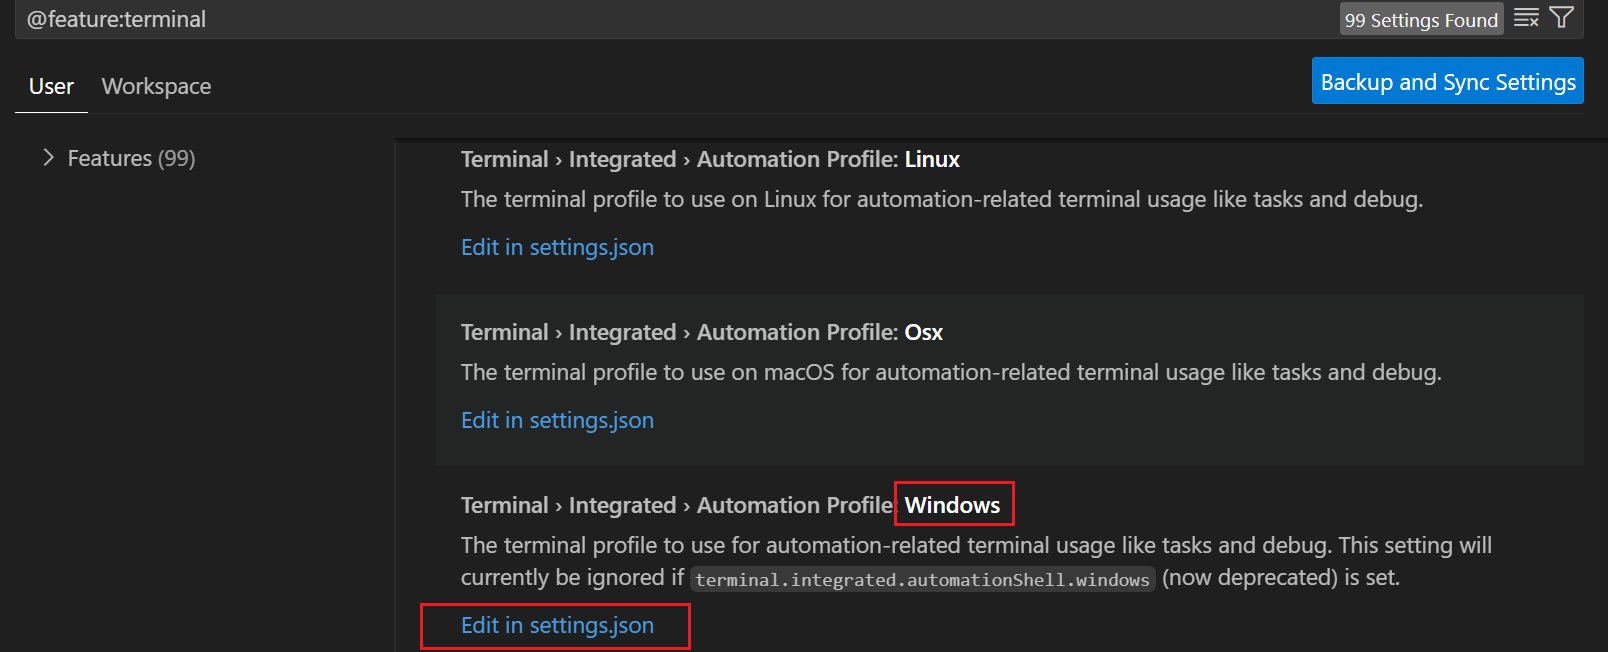 @feature:terminal
99 Settings Found
User
Workspace
Backup and Sync Settings
Features (99)
Terminal › Integrated › Automation Profile: Linux
The terminal profile to use on Linux for automation-related terminal usage like tasks and debug.
Edit in settings.json
Terminal › Integrated › Automation Profile: Osx
The terminal profile to use on macOS for automation-related terminal usage like tasks and debug.
Edit in settings.json
Terminal › Integrated › Automation Profile: Windows
The terminal profile to use for automation-related terminal usage like tasks and debug. This setting will
currently be ignored if terminal.integrated.automationShell.windows (now deprecated) is set.
Edit in settings.json